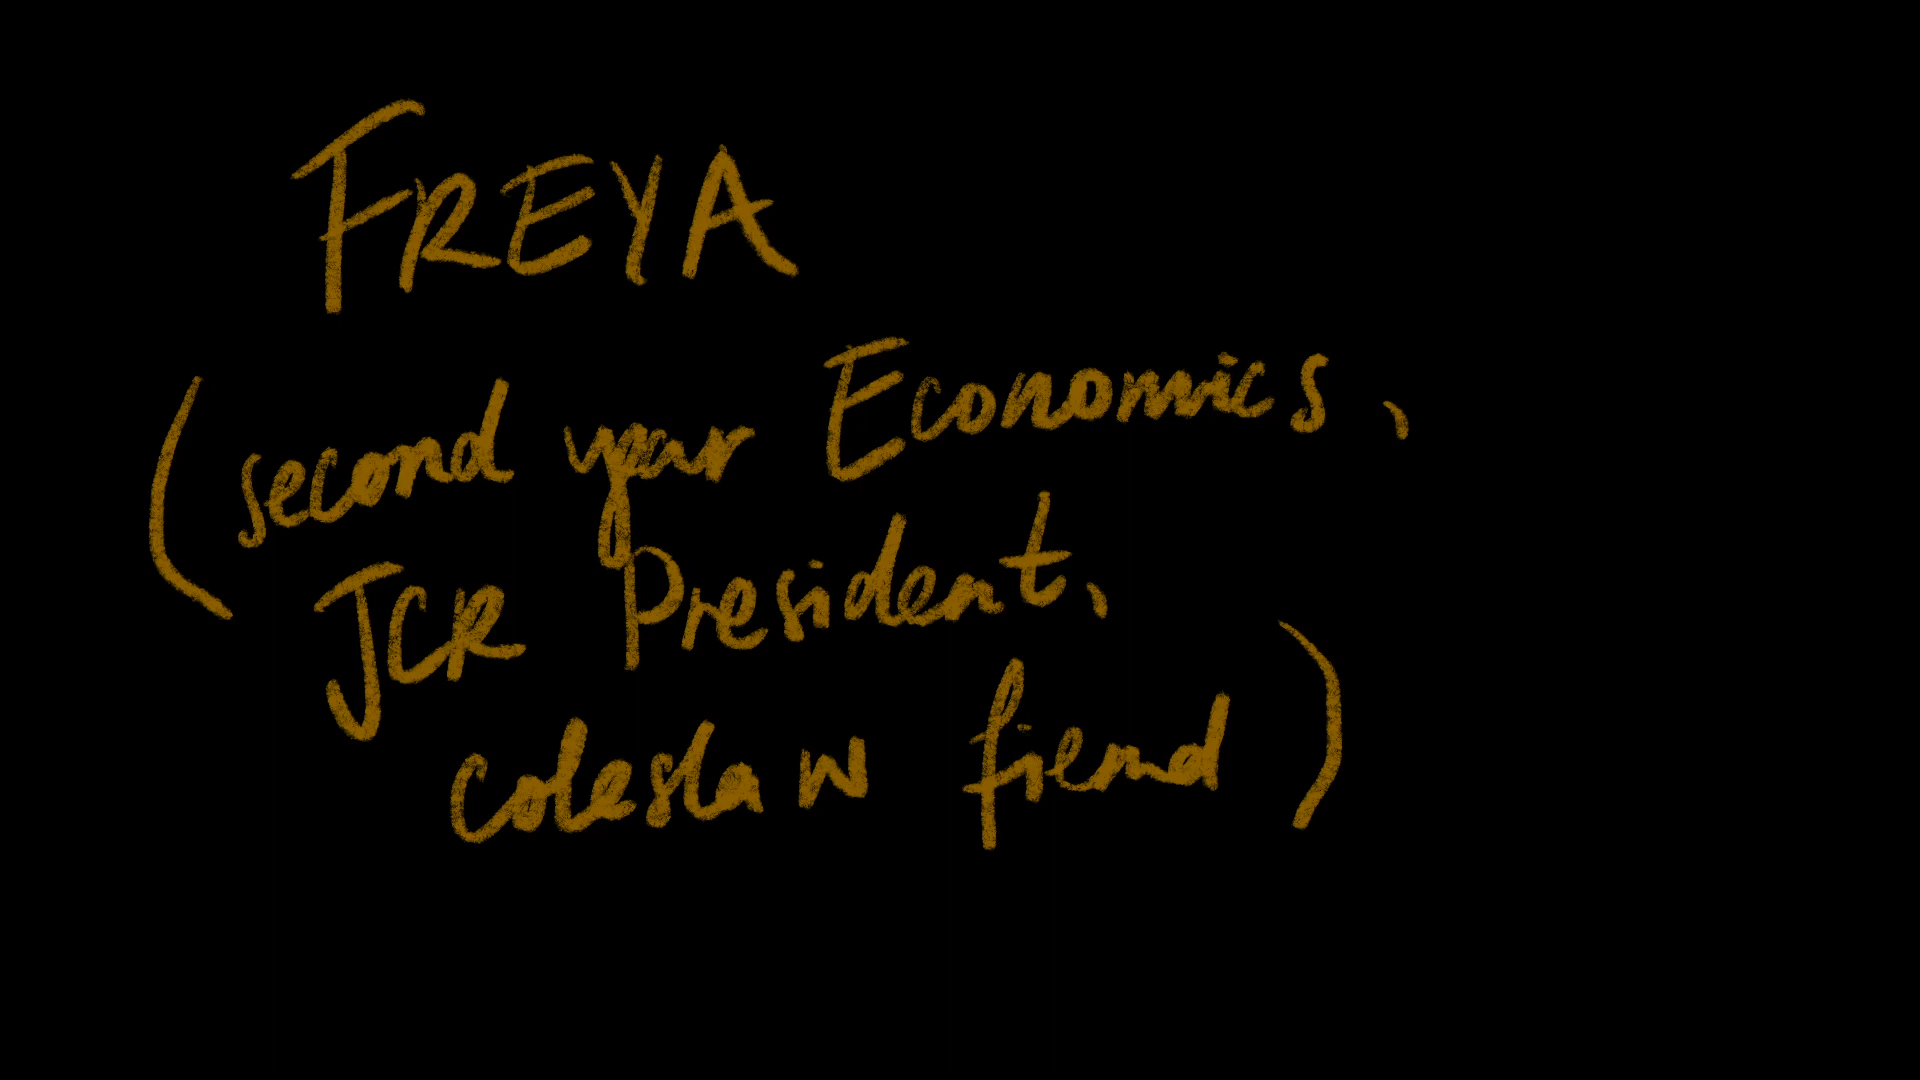 FREYA
(second year Economics,
JCR President,
coleslaw fiend)